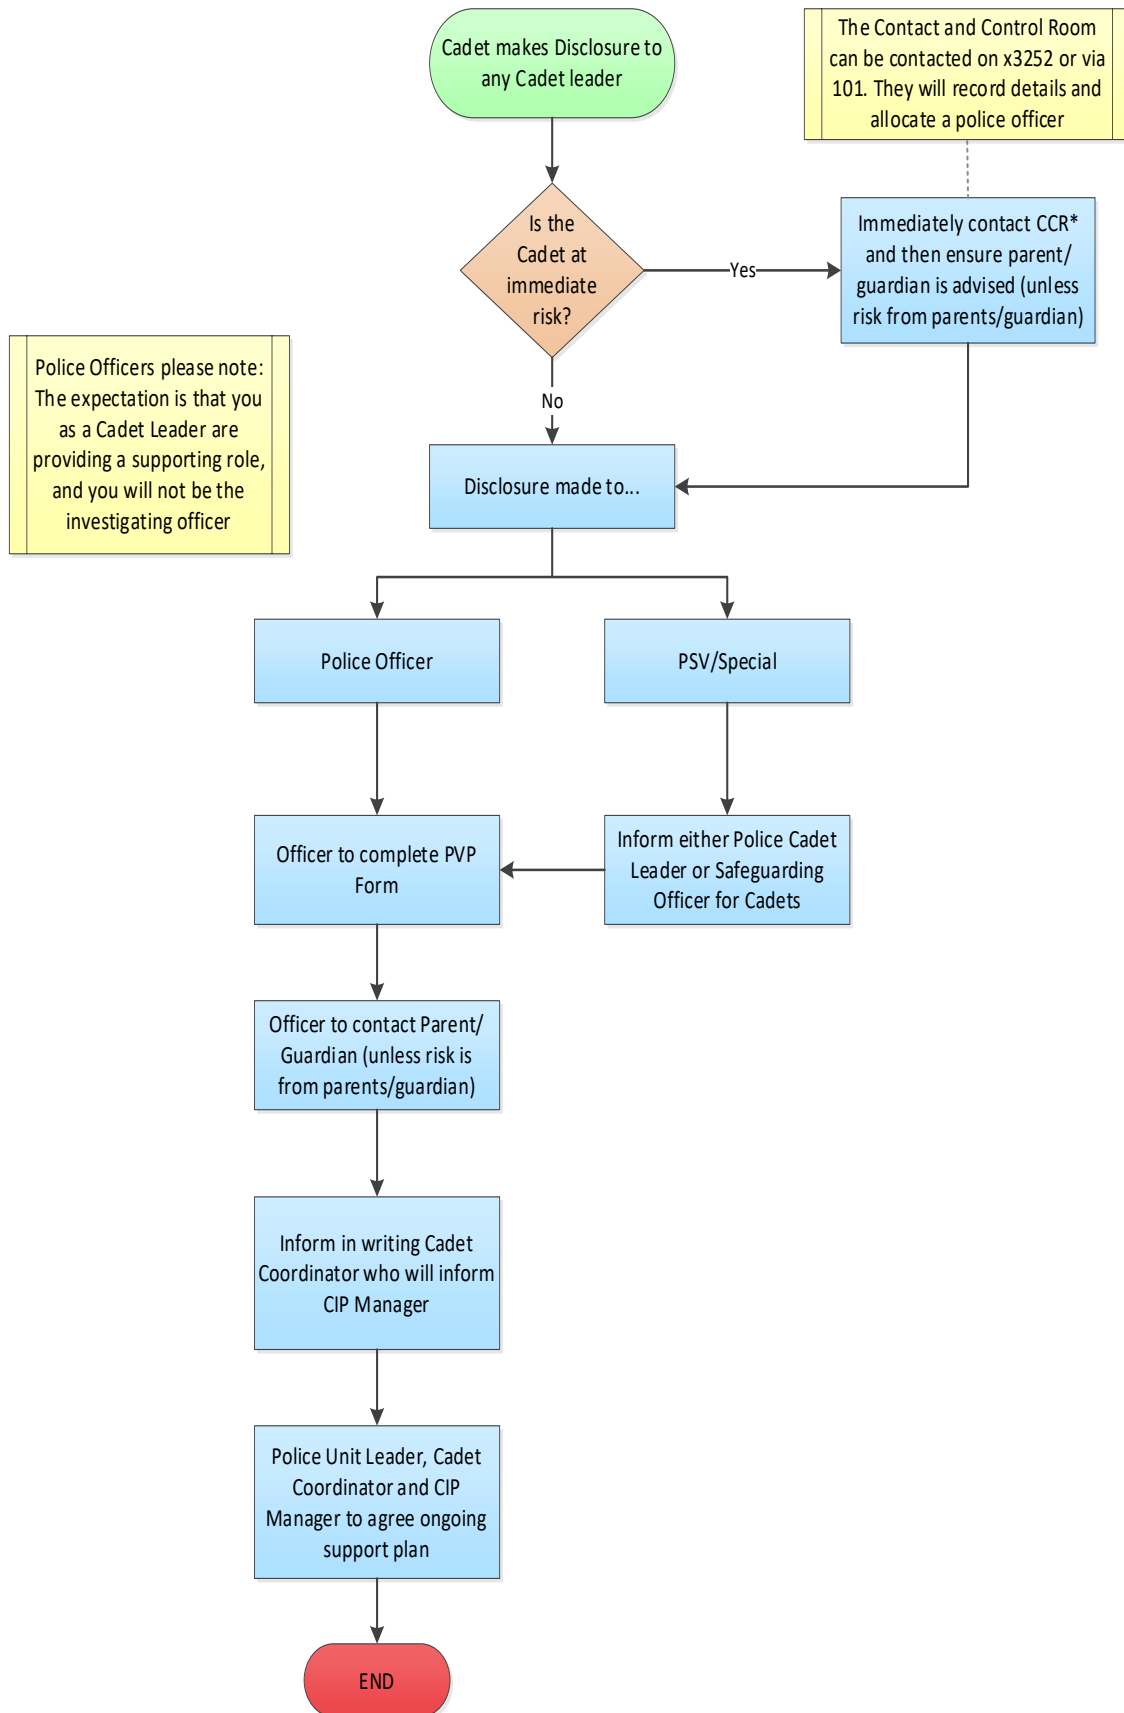 Cadet makes Disclosure to
any Cadet leader
The Contact and Control Room
can be contacted on x3252 or via
101. They will record details and
allocate a police officer
Is the
Cadet at
immediate
risk?
Yes
Immediately contact CCR*
and then ensure parent/
guardian is advised (unless
risk from parents/guardian)
Police Officers please note:
The expectation is that you
as a Cadet Leader are
providing a supporting role,
and you will not be the
investigating officer
No
Disclosure made to...
Police Officer
PSV/Special
Officer to complete PVP
Form
Inform either Police Cadet
Leader or Safeguarding
Officer for Cadets
Officer to contact Parent/
Guardian (unless risk is
from parents/guardian)
Inform in writing Cadet
Coordinator who will inform
CIP Manager
Police Unit Leader, Cadet
Coordinator and CIP
Manager to agree ongoing
support plan
END